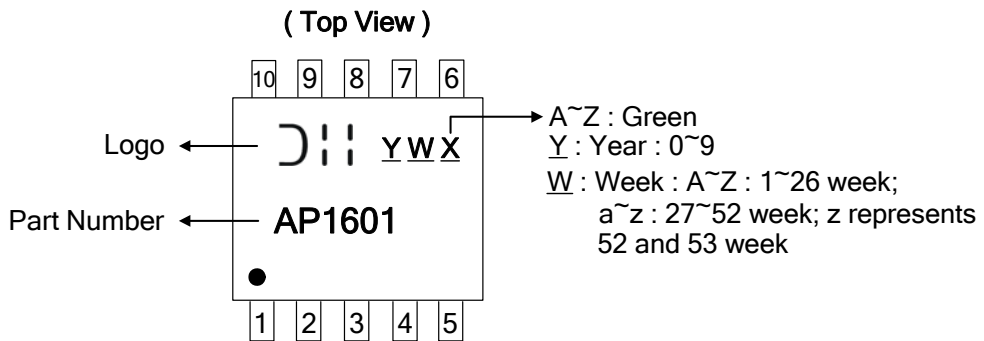 ( Top View )
10 9 8 7 6
Logo
Y W X
A~Z : Green
Y : Year : 0~9
W : Week : A~Z : 1~26 week;
a~z : 27~52 week; z represents
52 and 53 week
Part Number
AP1601
1 2 3 4 5